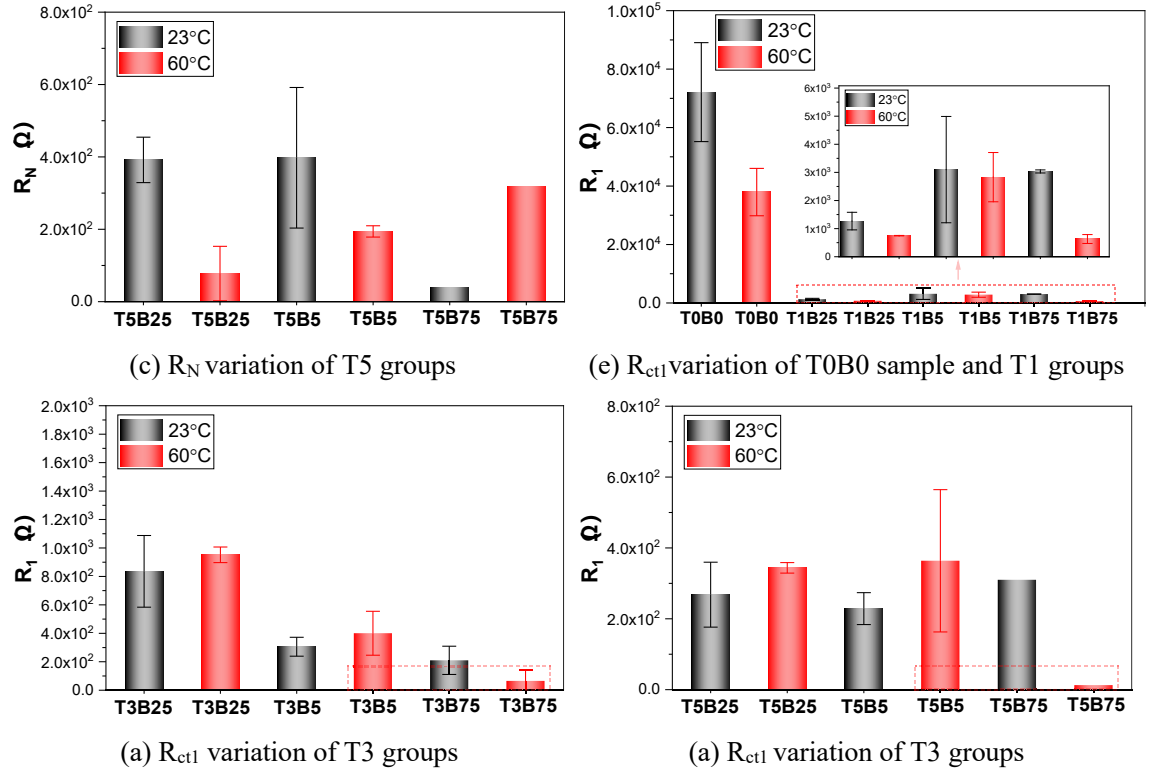 8.0x10²
6.0x10²
4.0x10²
2.0x10²
0.0
R_N (Ω)
23°C
60°C
T5B25 T5B25 T5B5 T5B5 T5B75 T5B75
(c) R_N variation of T5 groups
1.0x10⁵
8.0x10⁴
6.0x10⁴
4.0x10⁴
2.0x10⁴
0.0
R_1 (Ω)
23°C
60°C
6x10³
5x10³
4x10³
3x10³
2x10³
1x10³
0
23°C
60°C
T0B0 T0B0 T1B25 T1B25 T1B5 T1B5 T1B75 T1B75
(e) R_ct1 variation of T0B0 sample and T1 groups
2.0x10³
1.8x10³
1.6x10³
1.4x10³
1.2x10³
1.0x10³
8.0x10²
6.0x10²
4.0x10²
2.0x10²
0.0
R_1 (Ω)
23°C
60°C
T3B25 T3B25 T3B5 T3B5 T3B75 T3B75
(a) R_ct1 variation of T3 groups
8.0x10²
6.0x10²
4.0x10²
2.0x10²
0.0
R_1 (Ω)
23°C
60°C
T5B25 T5B25 T5B5 T5B5 T5B75 T5B75
(a) R_ct1 variation of T3 groups